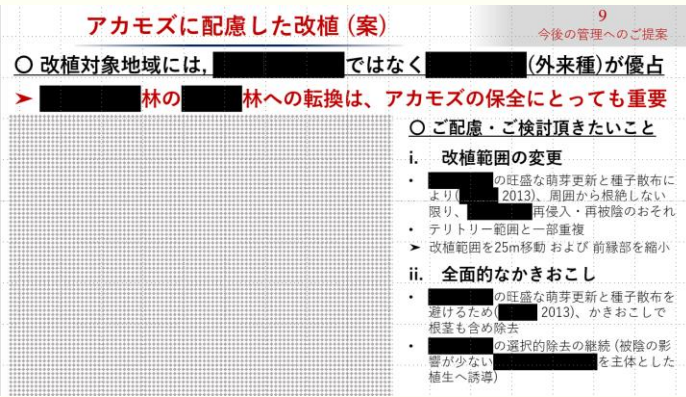 アカモズに配慮した改植 (案)
9
今後の管理へのご提案
〇 改植対象地域には, ではなく (外来種)が優占
➤ 林の 林への転換は、アカモズの保全にとっても重要
〇 ご配慮・ご検討頂きたいこと
i. 改植範囲の変更
・ の旺盛な萌芽更新と種子散布に
より( 2013)、周囲から根絶しない
限り、 再侵入・再被陰のおそれ
・ テリトリー範囲と一部重複
➤ 改植範囲を25m移動 および 前縁部を縮小
ii. 全面的なかきおこし
・ の旺盛な萌芽更新と種子散布を
避けるため( 2013)、かきおこしで
根茎も含め除去
・ の選択的除去の継続 (被陰の影
響が少ない を主体とした
植生へ誘導)